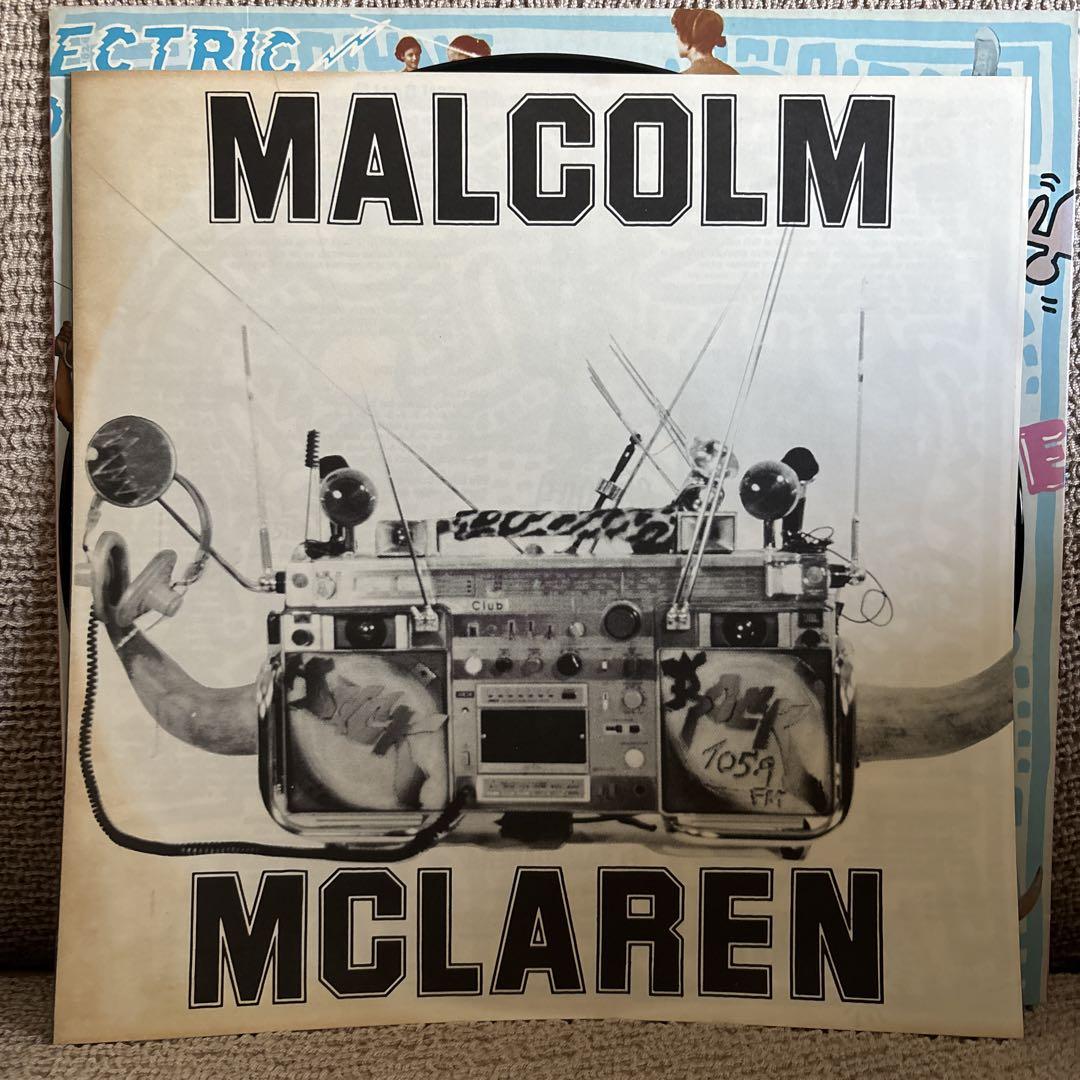 ECTRIC
MALCOLM
E
Club
105.9
FM
MCLAREN